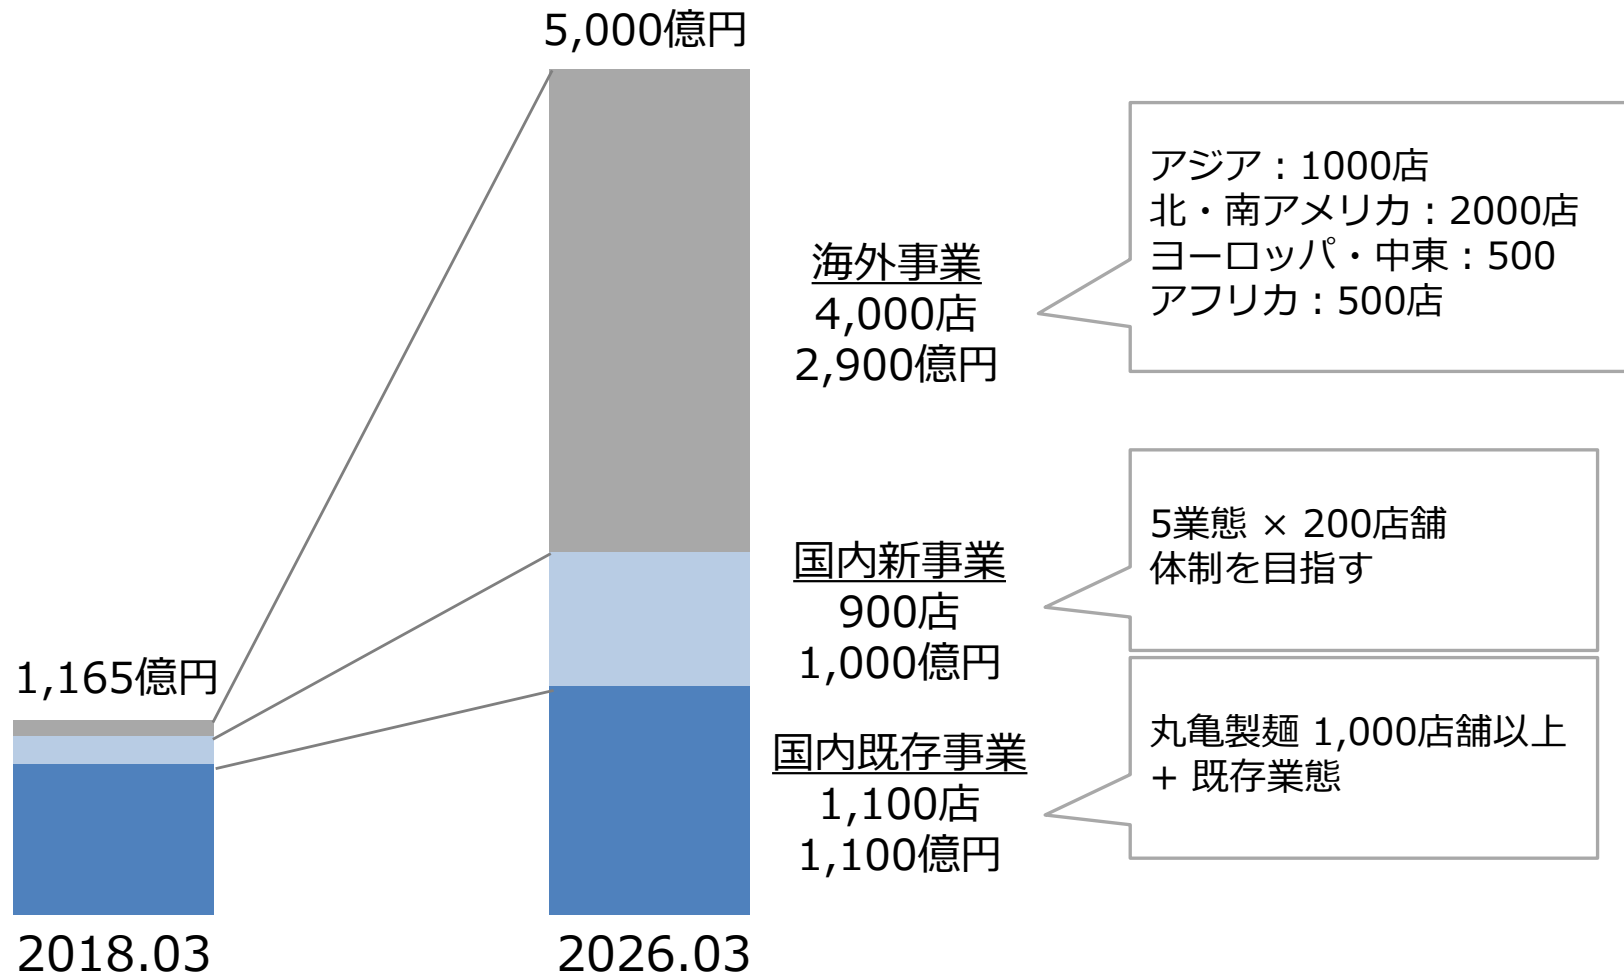 5,000億円
1,165億円
2018.03
2026.03
海外事業
4,000店
2,900億円
国内新事業
900店
1,000億円
国内既存事業
1,100店
1,100億円
アジア：1000店
北・南アメリカ：2000店
ヨーロッパ・中東：500
アフリカ：500店
5業態 × 200店舗
体制を目指す
丸亀製麺 1,000店舗以上
+ 既存業態